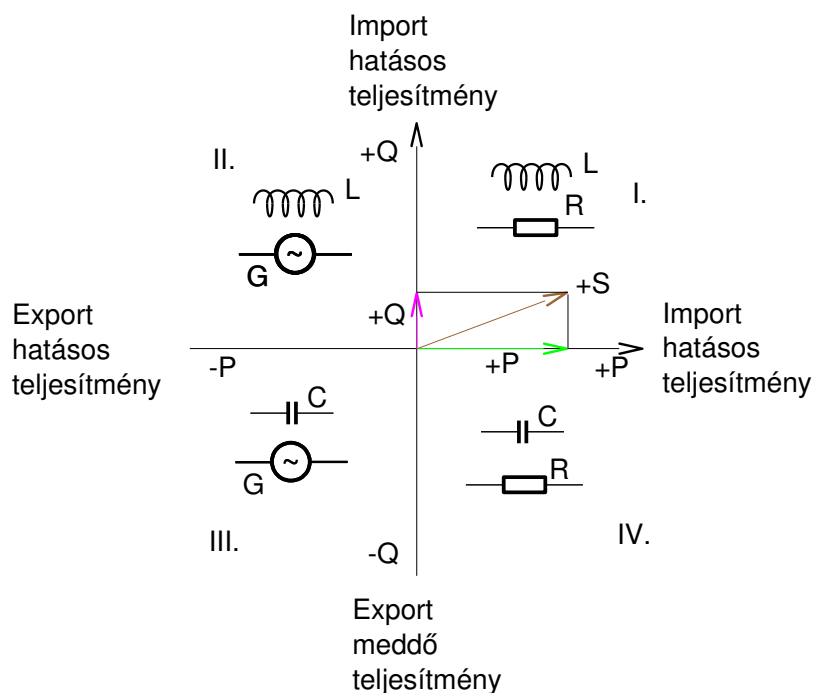 Import
hatásos
teljesítmény
II.
+Q
L
L
I.
R
G
~
+S
+Q
Export
hatásos
teljesítmény
-P
+P
+P
Import
hatásos
teljesítmény
C
C
G
~
R
III.
IV.
-Q
Export
meddő
teljesítmény